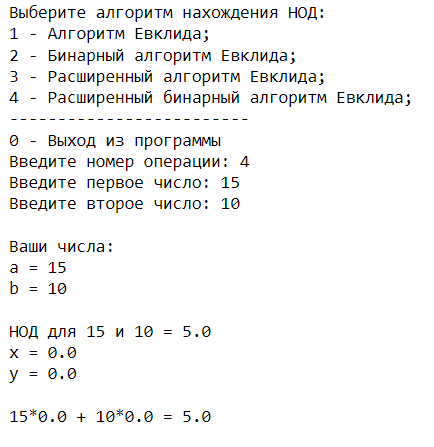 Выберите алгоритм нахождения НОД:
1 - Алгоритм Евклида;
2 - Бинарный алгоритм Евклида;
3 - Расширенный алгоритм Евклида;
4 - Расширенный бинарный алгоритм Евклида;
-------------------------
0 - Выход из программы
Введите номер операции: 4
Введите первое число: 15
Введите второе число: 10
Ваши числа:
a = 15
b = 10
НОД для 15 и 10 = 5.0
x = 0.0
y = 0.0
15*0.0 + 10*0.0 = 5.0